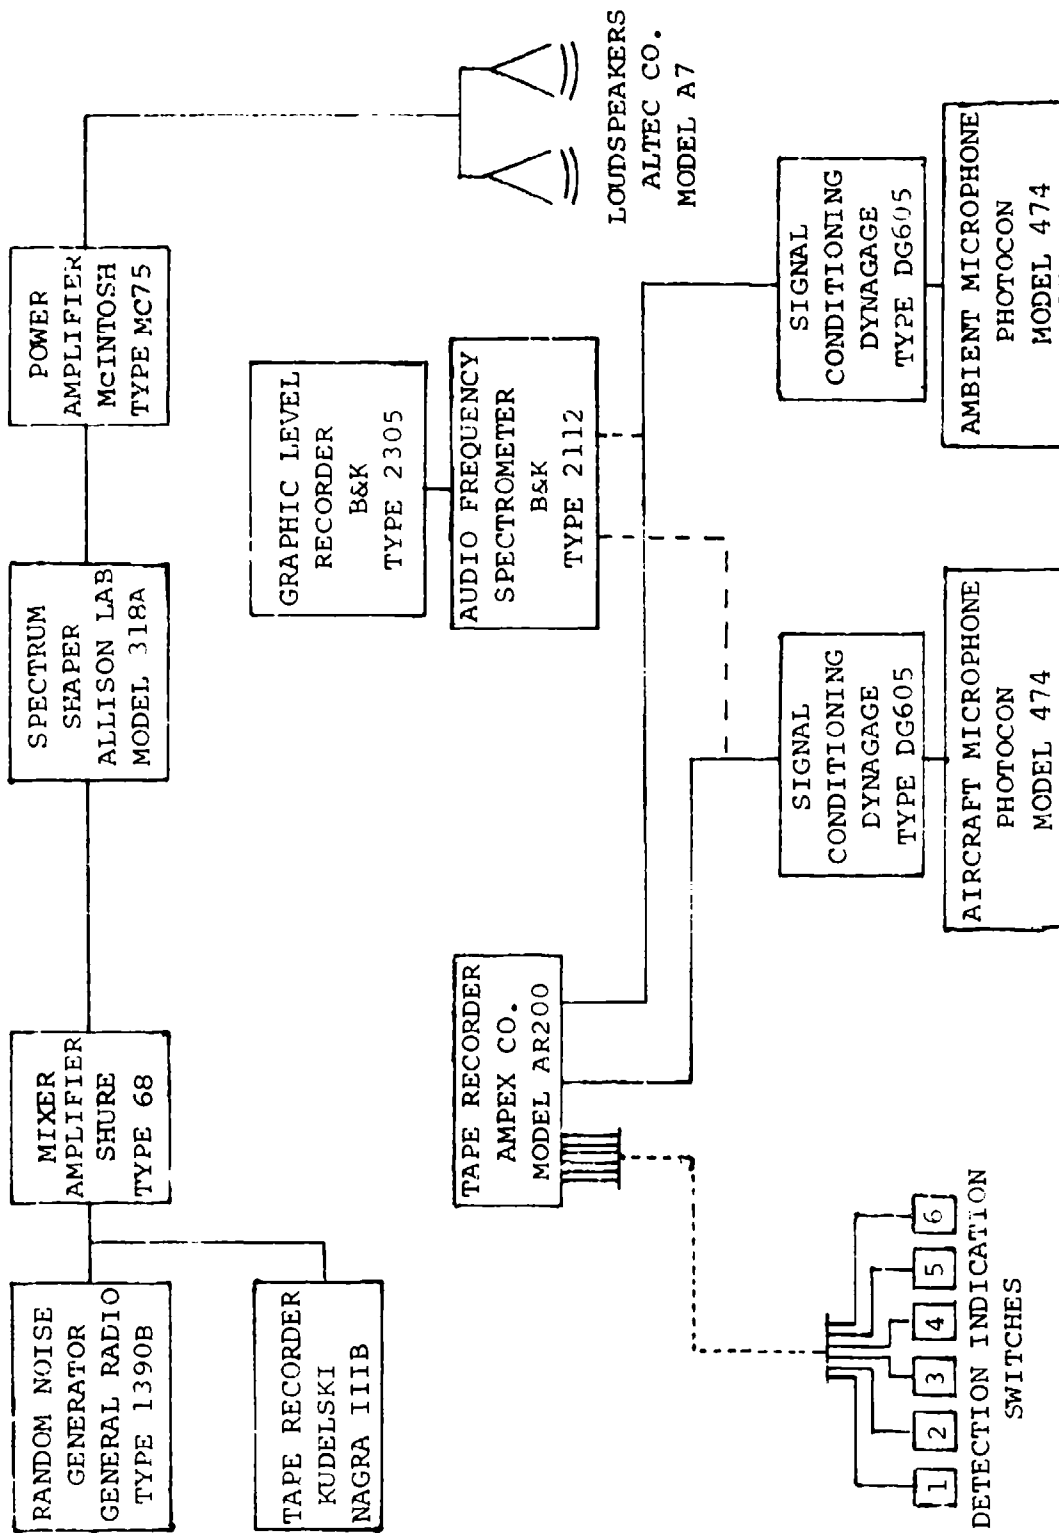 RANDOM NOISE
GENERATOR
GENERAL RADIO
TYPE 1390B
TAPE RECORDER
KUDELSKI
NAGRA IIIB
MIXER
AMPLIFIER
SHURE
TYPE 68
SPECTRUM
SHAPER
ALLISON LAB
MODEL 318A
POWER
AMPLIFIER
McINTOSH
TYPE MC75
LOUDSPEAKERS
ALTEC CO.
MODEL A7
GRAPHIC LEVEL
RECORDER
B&K
TYPE 2305
AUDIO FREQUENCY
SPECTROMETER
B&K
TYPE 2112
TAPE RECORDER
AMPEX CO.
MODEL AR200
SIGNAL
CONDITIONING
DYNAGAGE
TYPE DG605
AIRCRAFT MICROPHONE
PHOTOCON
MODEL 474
SIGNAL
CONDITIONING
DYNAGAGE
TYPE DG605
AMBIENT MICROPHONE
PHOTOCON
MODEL 474
1 2 3 4 5 6
DETECTION INDICATION
SWITCHES